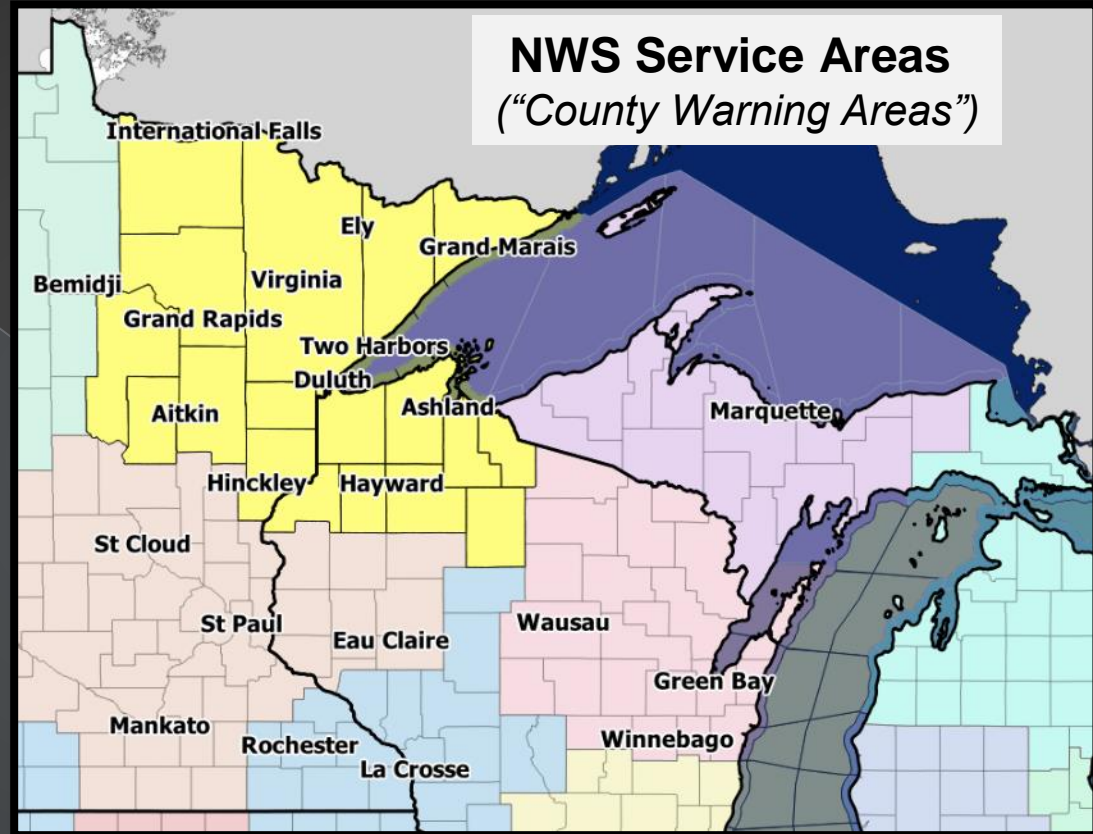 NWS Service Areas
(“County Warning Areas”)
International Falls
Ely
Grand Marais
Bemidji
Virginia
Grand Rapids
Two Harbors
Duluth
Ashland
Aitkin
Marquette
Hinckley
Hayward
St Cloud
St Paul
Eau Claire
Wausau
Green Bay
Mankato
Rochester
Winnebago
La Crosse